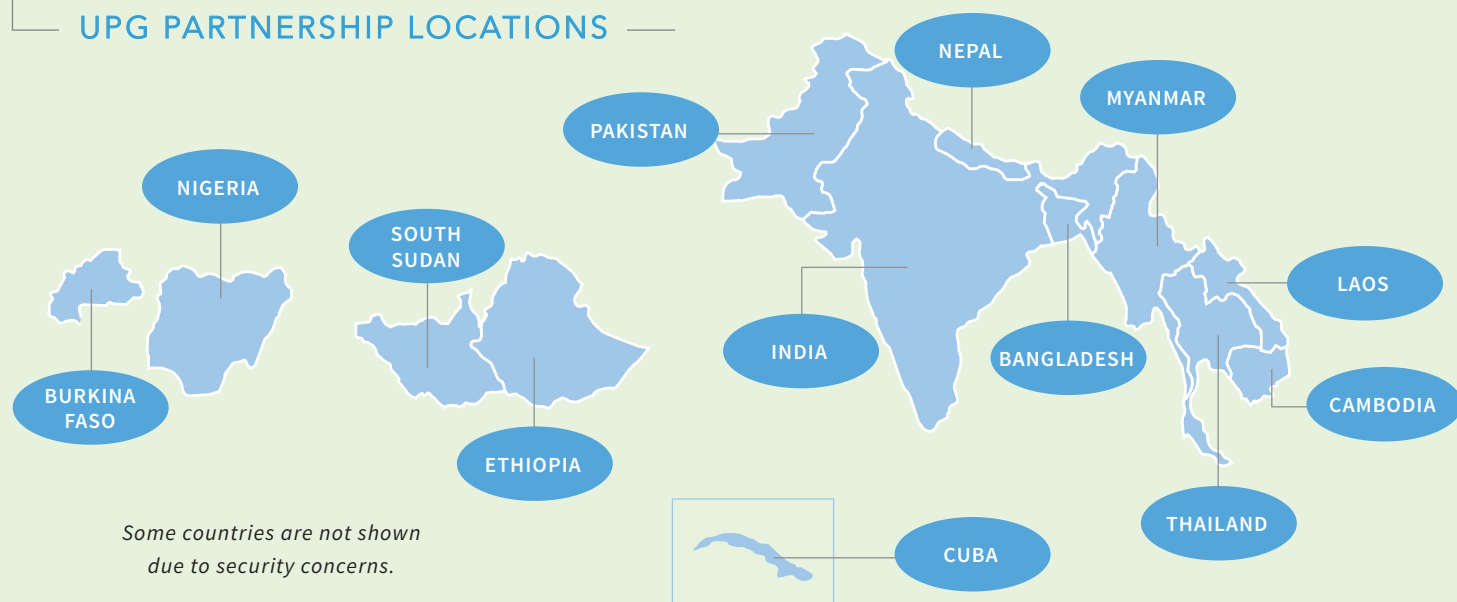 UPG PARTNERSHIP LOCATIONS
NEPAL
MYANMAR
PAKISTAN
NIGERIA
SOUTH
SUDAN
LAOS
INDIA
BANGLADESH
BURKINA
FASO
CAMBODIA
ETHIOPIA
THAILAND
Some countries are not shown
due to security concerns.
CUBA